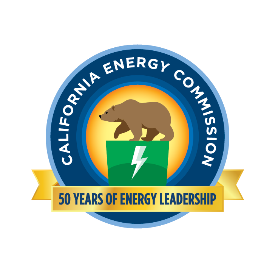 CALIFORNIA ENERGY COMMISSION
50 YEARS OF ENERGY LEADERSHIP